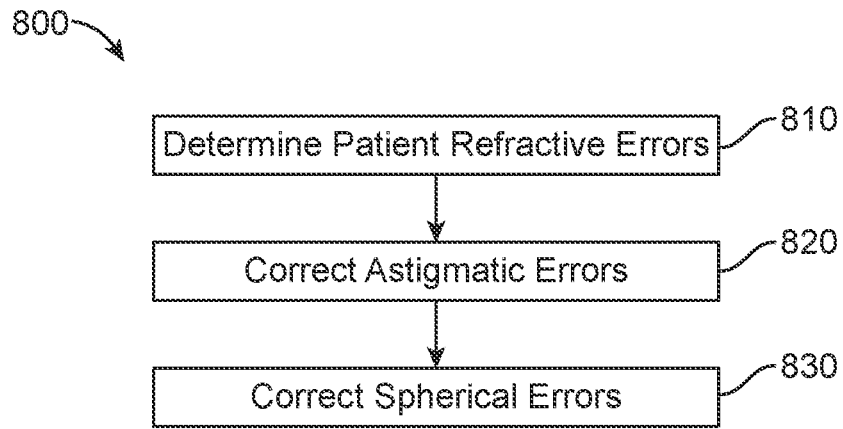 800
Determine Patient Refractive Errors
810
Correct Astigmatic Errors
820
Correct Spherical Errors
830